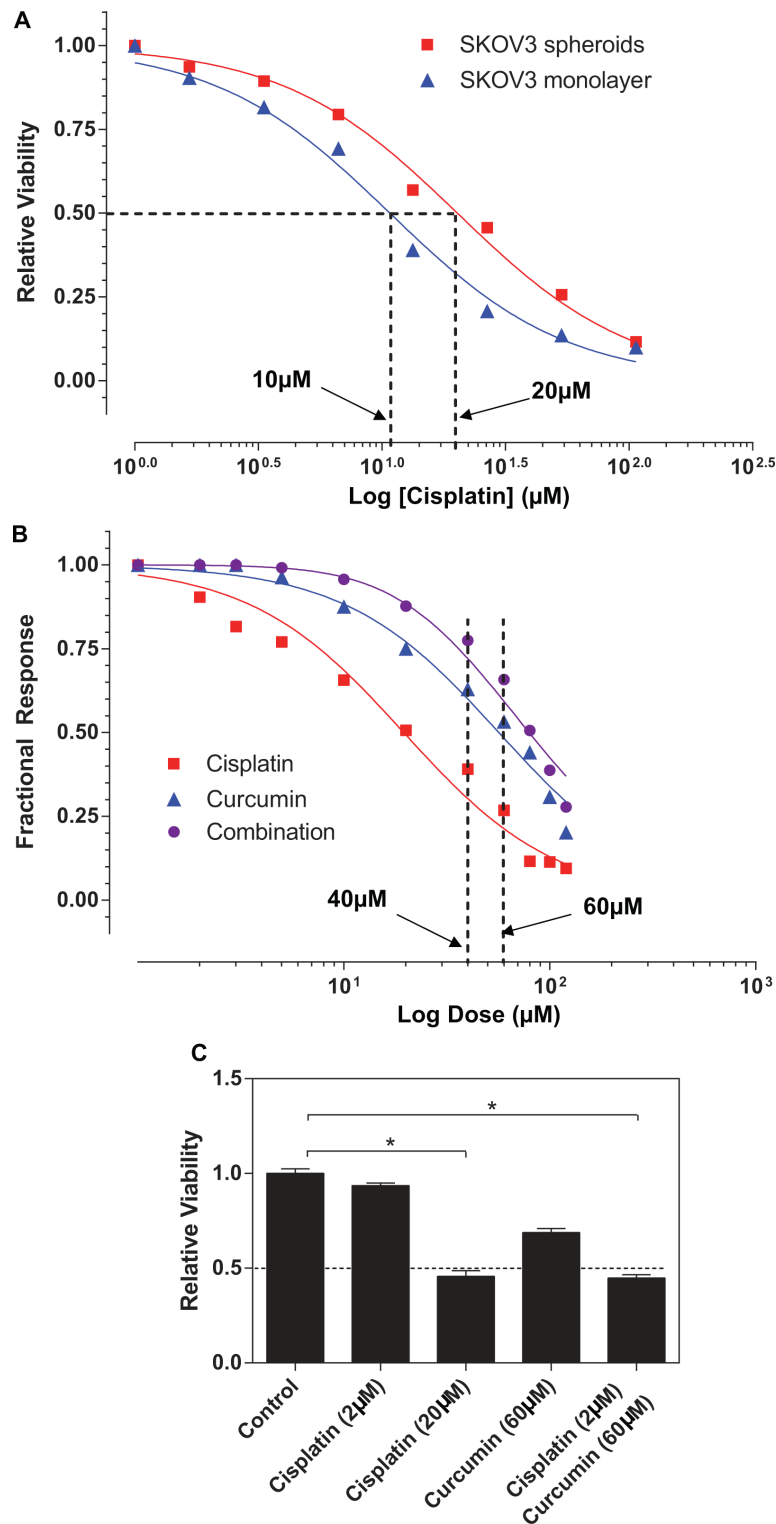 A
SKOV3 spheroids
SKOV3 monolayer
Relative Viability
1.00
0.75
0.50
0.25
0.00
10µM
20µM
10^0.0 10^0.5 10^1.0 10^1.5 10^2.0 10^2.5
Log [Cisplatin] (µM)
B
Fractional Response
1.00
0.75
0.50
0.25
0.00
Cisplatin
Curcumin
Combination
40µM
60µM
10^1 10^2 10^3
Log Dose (µM)
C
Relative Viability
1.5
1.0
0.5
0.0
*
*
Control
Cisplatin (2µM)
Cisplatin (20µM)
Curcumin (60µM)
Cisplatin (2µM)
Curcumin (60µM)